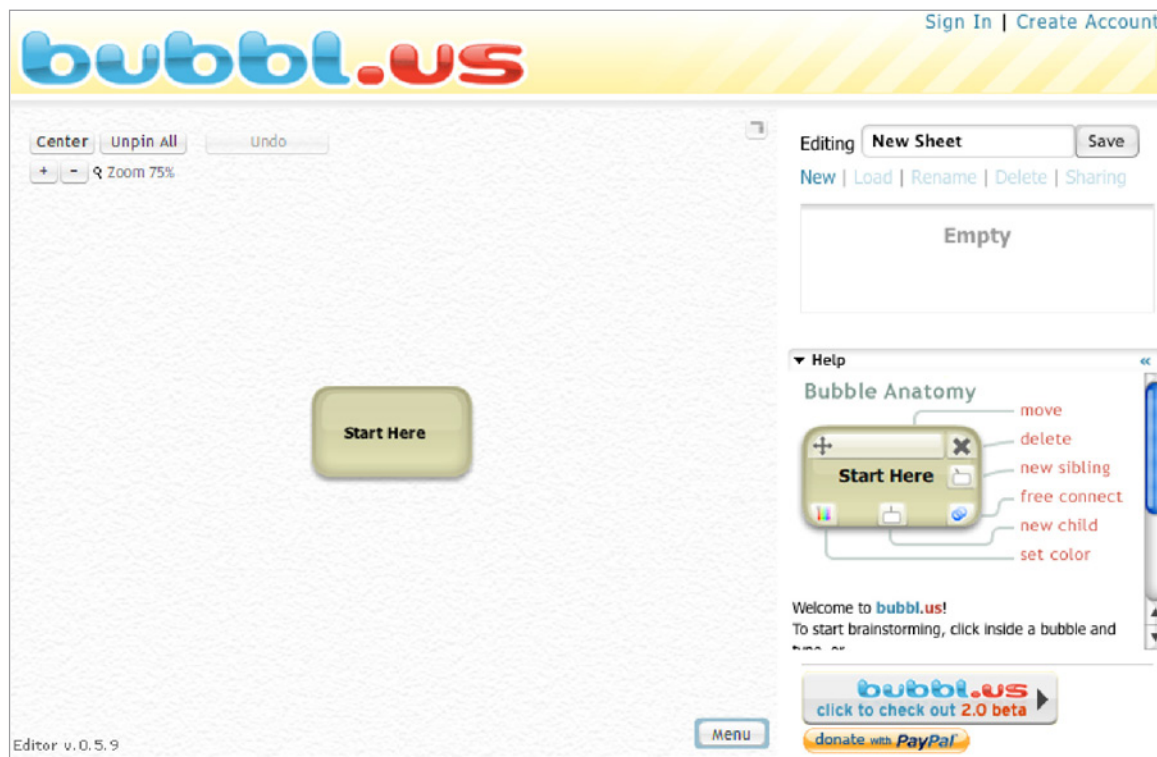 Sign In | Create Account
bubbl.us
Center Unpin All Undo
+ - Zoom 75%
Start Here
Editor v.0.5.9
Menu
Editing New Sheet Save
New | Load | Rename | Delete | Sharing
Empty
Help «
Bubble Anatomy
move
delete
Start Here
new sibling
free connect
new child
set color
Welcome to bubbl.us!
To start brainstorming, click inside a bubble and
type, or
bubbl.us
click to check out 2.0 beta
donate with PayPal